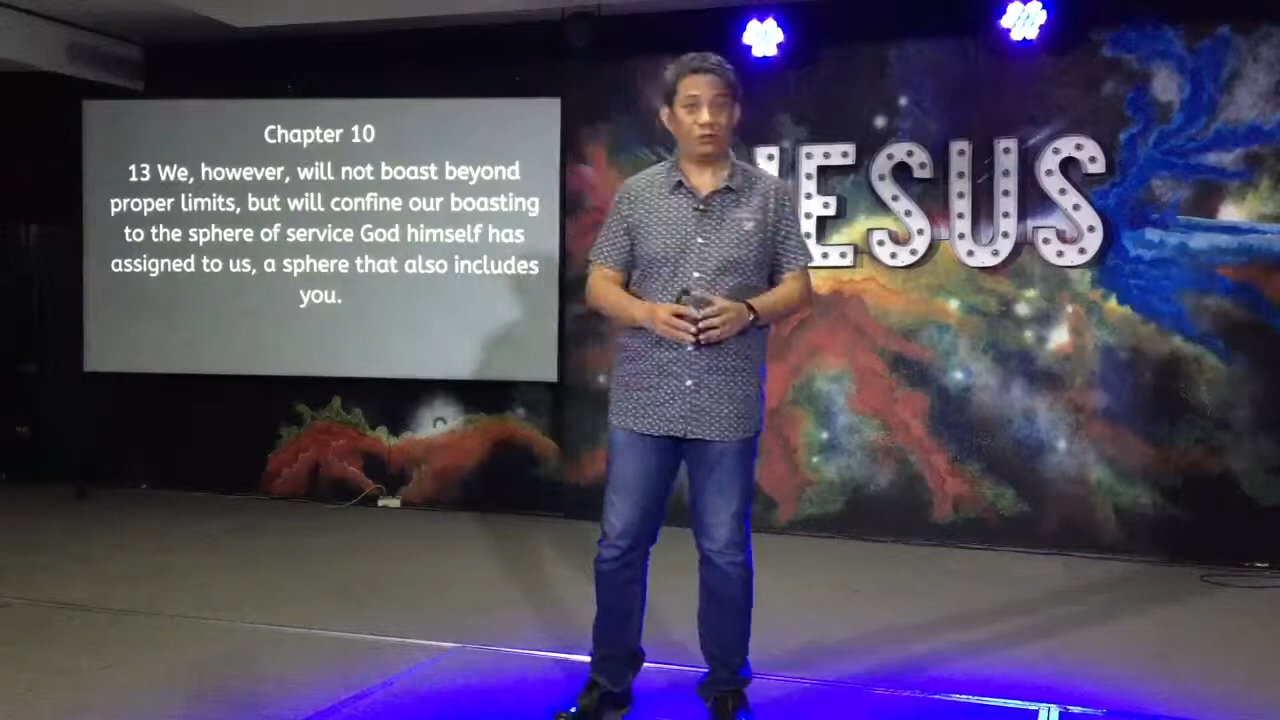 Chapter 10
13 We, however, will not boast beyond
proper limits, but will confine our boasting
to the sphere of service God himself has
assigned to us, a sphere that also includes
you.
JESUS